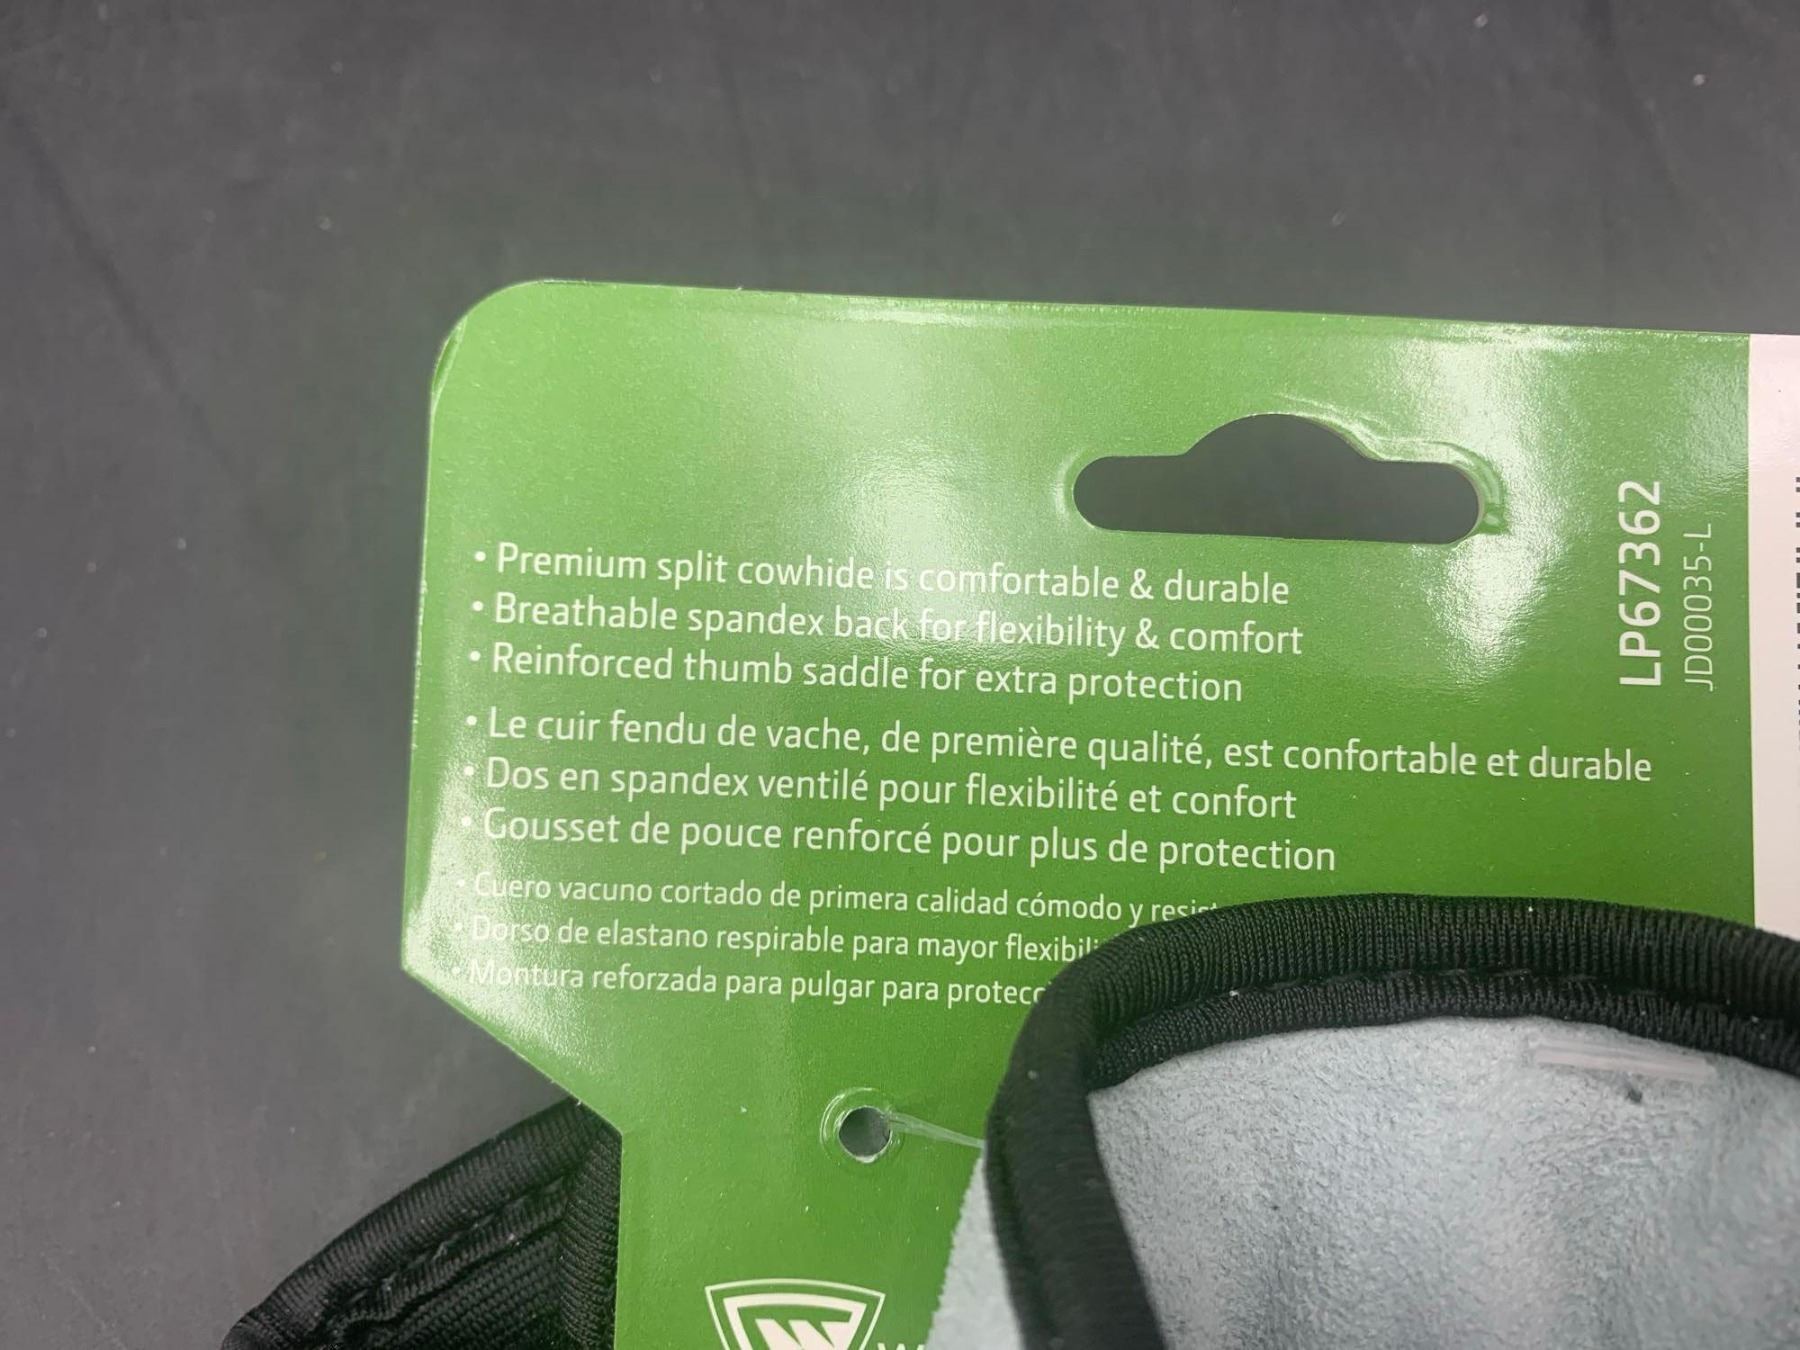 • Premium split cowhide is comfortable & durable
• Breathable spandex back for flexibility & comfort
• Reinforced thumb saddle for extra protection
• Le cuir fendu de vache, de première qualité, est confortable et durable
• Dos en spandex ventilé pour flexibilité et confort
• Gousset de pouce renforcé pour plus de protection
• Cuero vacuno cortado de primera calidad cómodo y
• Dorso de elastano respirable para mayor
• Montura reforzada para pulgar para
LP67362
JD00035-L